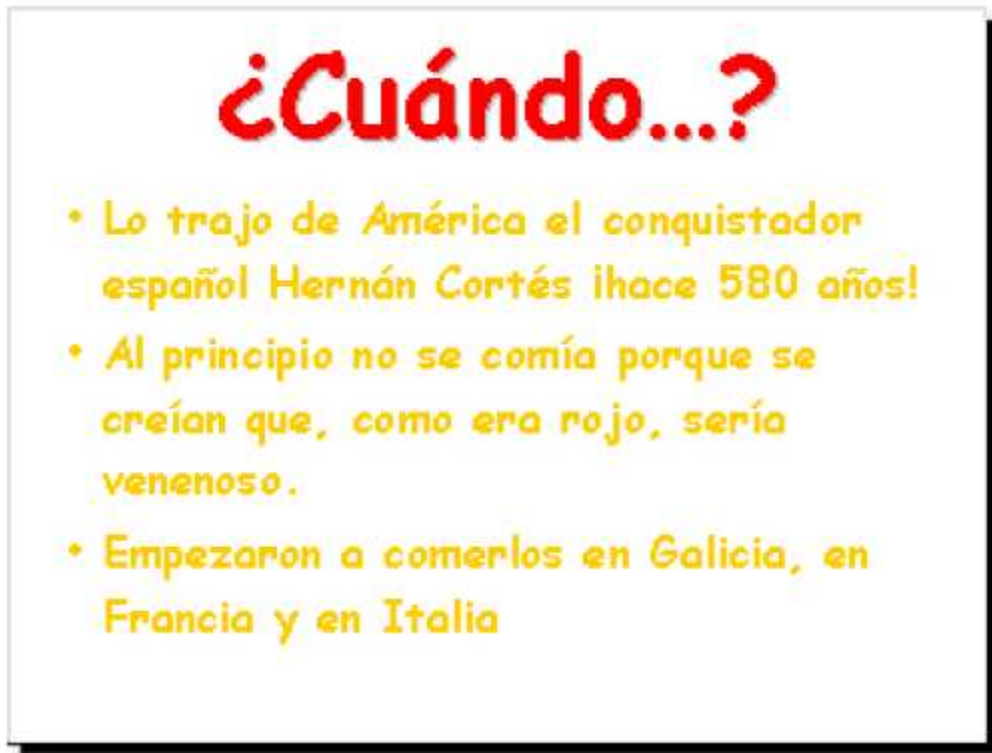 ¿Cuándo...?
• Lo trajo de América el conquistador
español Hernán Cortés ¡hace 580 años!
• Al principio no se comía porque se
creían que, como era rojo, sería
venenoso.
• Empezaron a comerlos en Galicia, en
Francia y en Italia